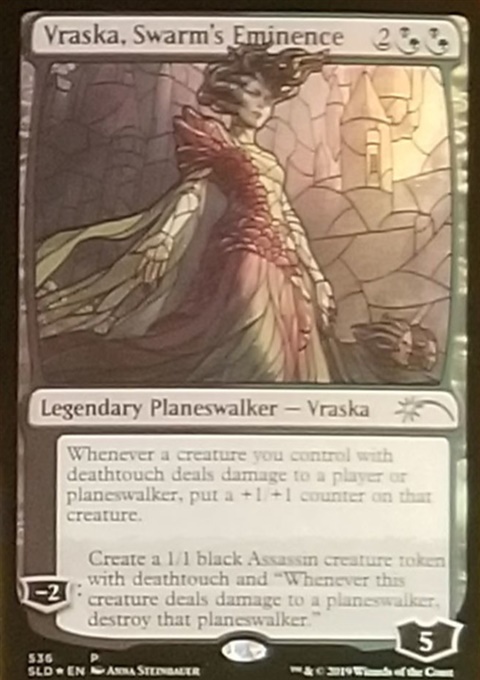 Vraska, Swarm's Eminence 2
Legendary Planeswalker — Vraska
Whenever a creature you control with
deathtouch deals damage to a player or
planeswalker, put a +1/+1 counter on that
creature.
Create a 1/1 black Assassin creature token
with deathtouch and "Whenever this
-2:
creature deals damage to a planeswalker,
destroy that planeswalker."
5
536 P
SLD ★ EN Anna Steinbauer ™ & © 2019 Wizards of the Coast